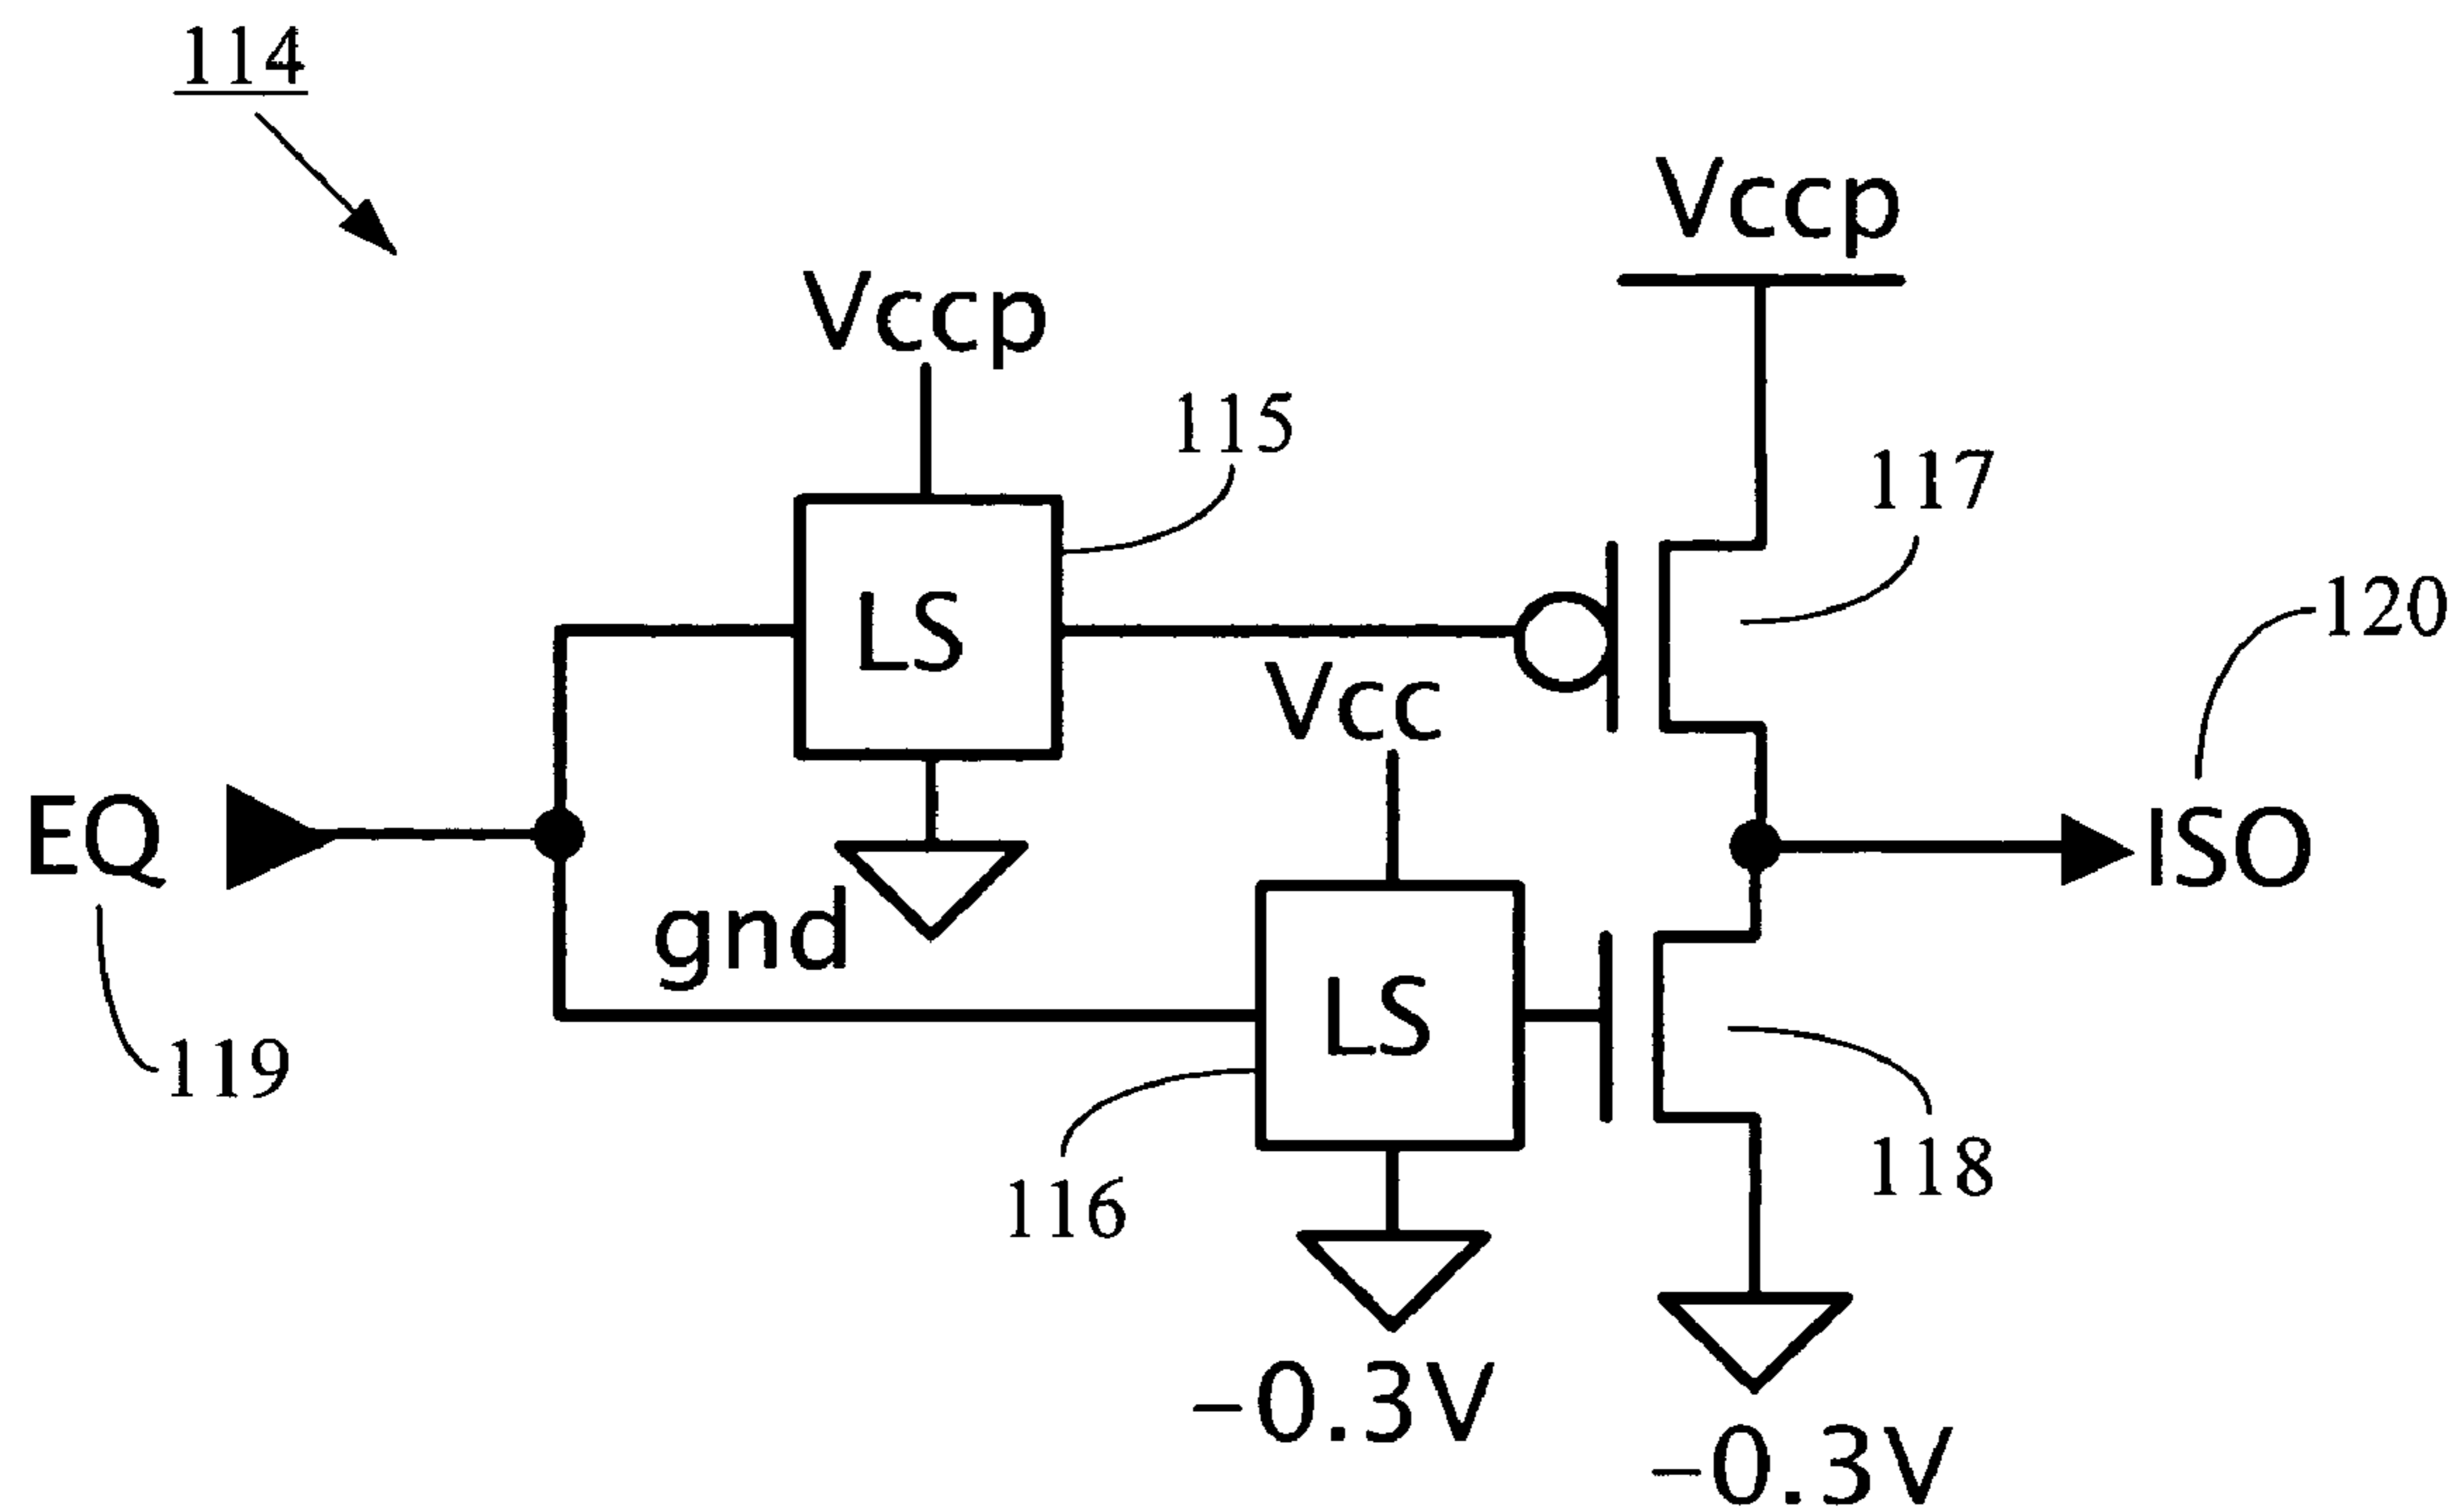 114
Vccp
Vccp
115
117
LS
120
Vcc
EQ
ISO
gnd
LS
119
116
118
−0.3V
−0.3V